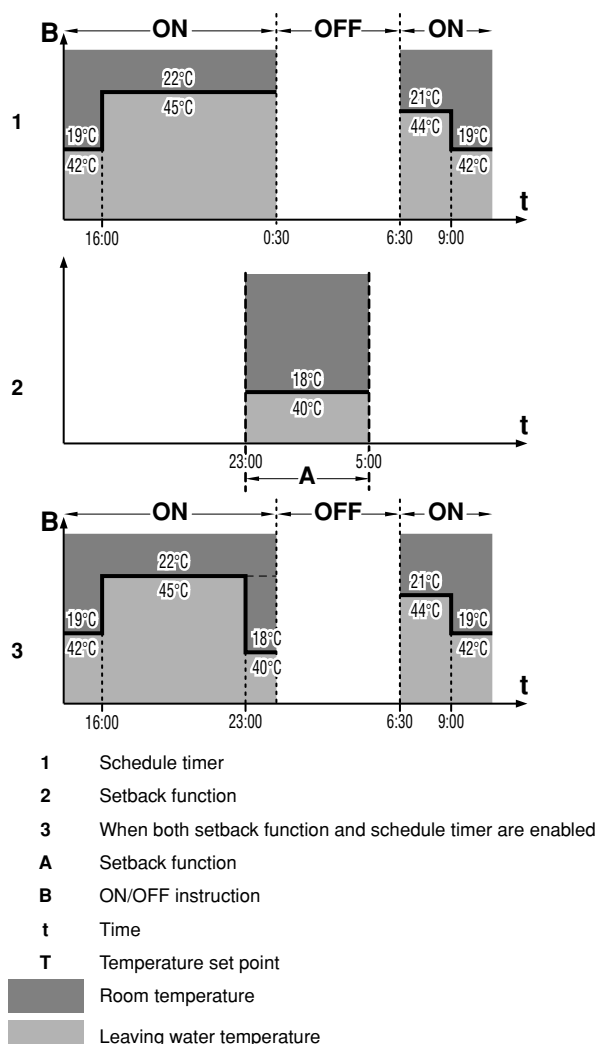 B ON OFF ON
22°C
45°C
21°C
44°C
1
19°C
42°C
19°C
42°C
t
16:00 0:30 6:30 9:00
2
18°C
40°C
t
23:00 5:00
A
B ON OFF ON
22°C
45°C
21°C
44°C
19°C
42°C
18°C
40°C
19°C
42°C
3
t
16:00 23:00 6:30 9:00
1 Schedule timer
2 Setback function
3 When both setback function and schedule timer are enabled
A Setback function
B ON/OFF instruction
t Time
T Temperature set point
Room temperature
Leaving water temperature